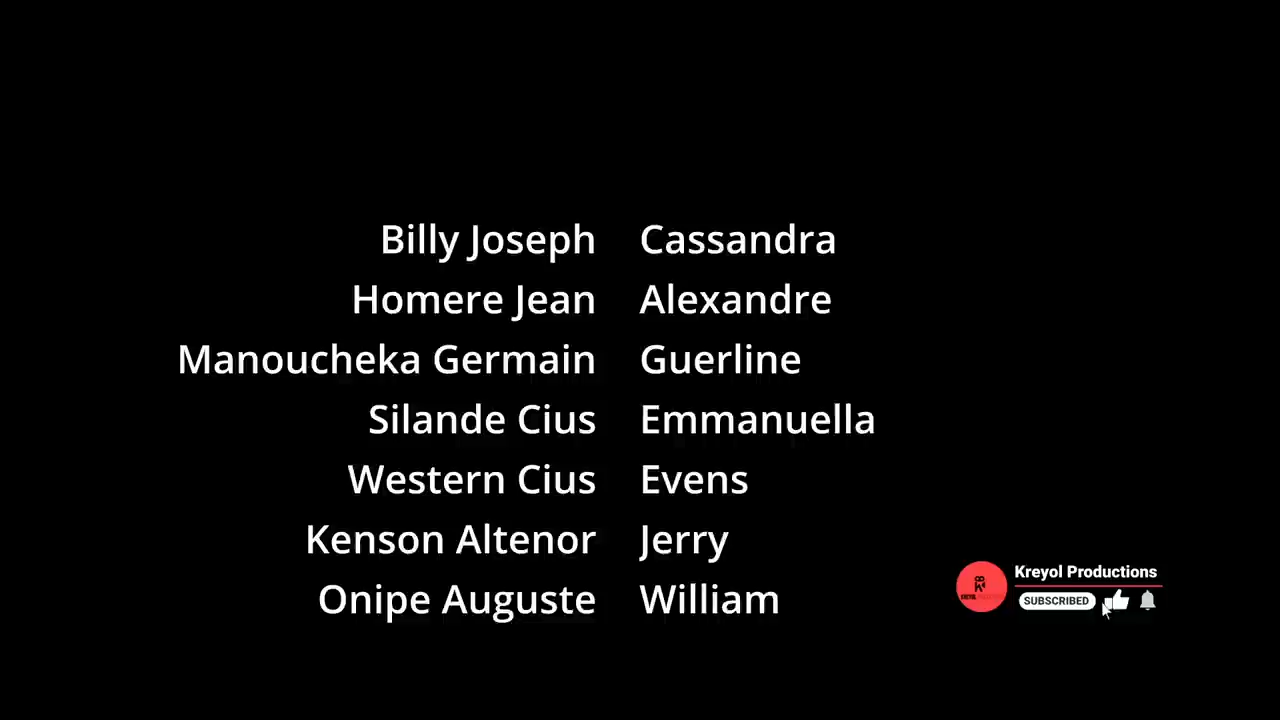 Billy Joseph Cassandra
Homere Jean Alexandre
Manoucheka Germain Guerline
Silande Cius Emmanuella
Western Cius Evens
Kenson Altenor Jerry
Onipe Auguste William
Kreyol Productions
SUBSCRIBED